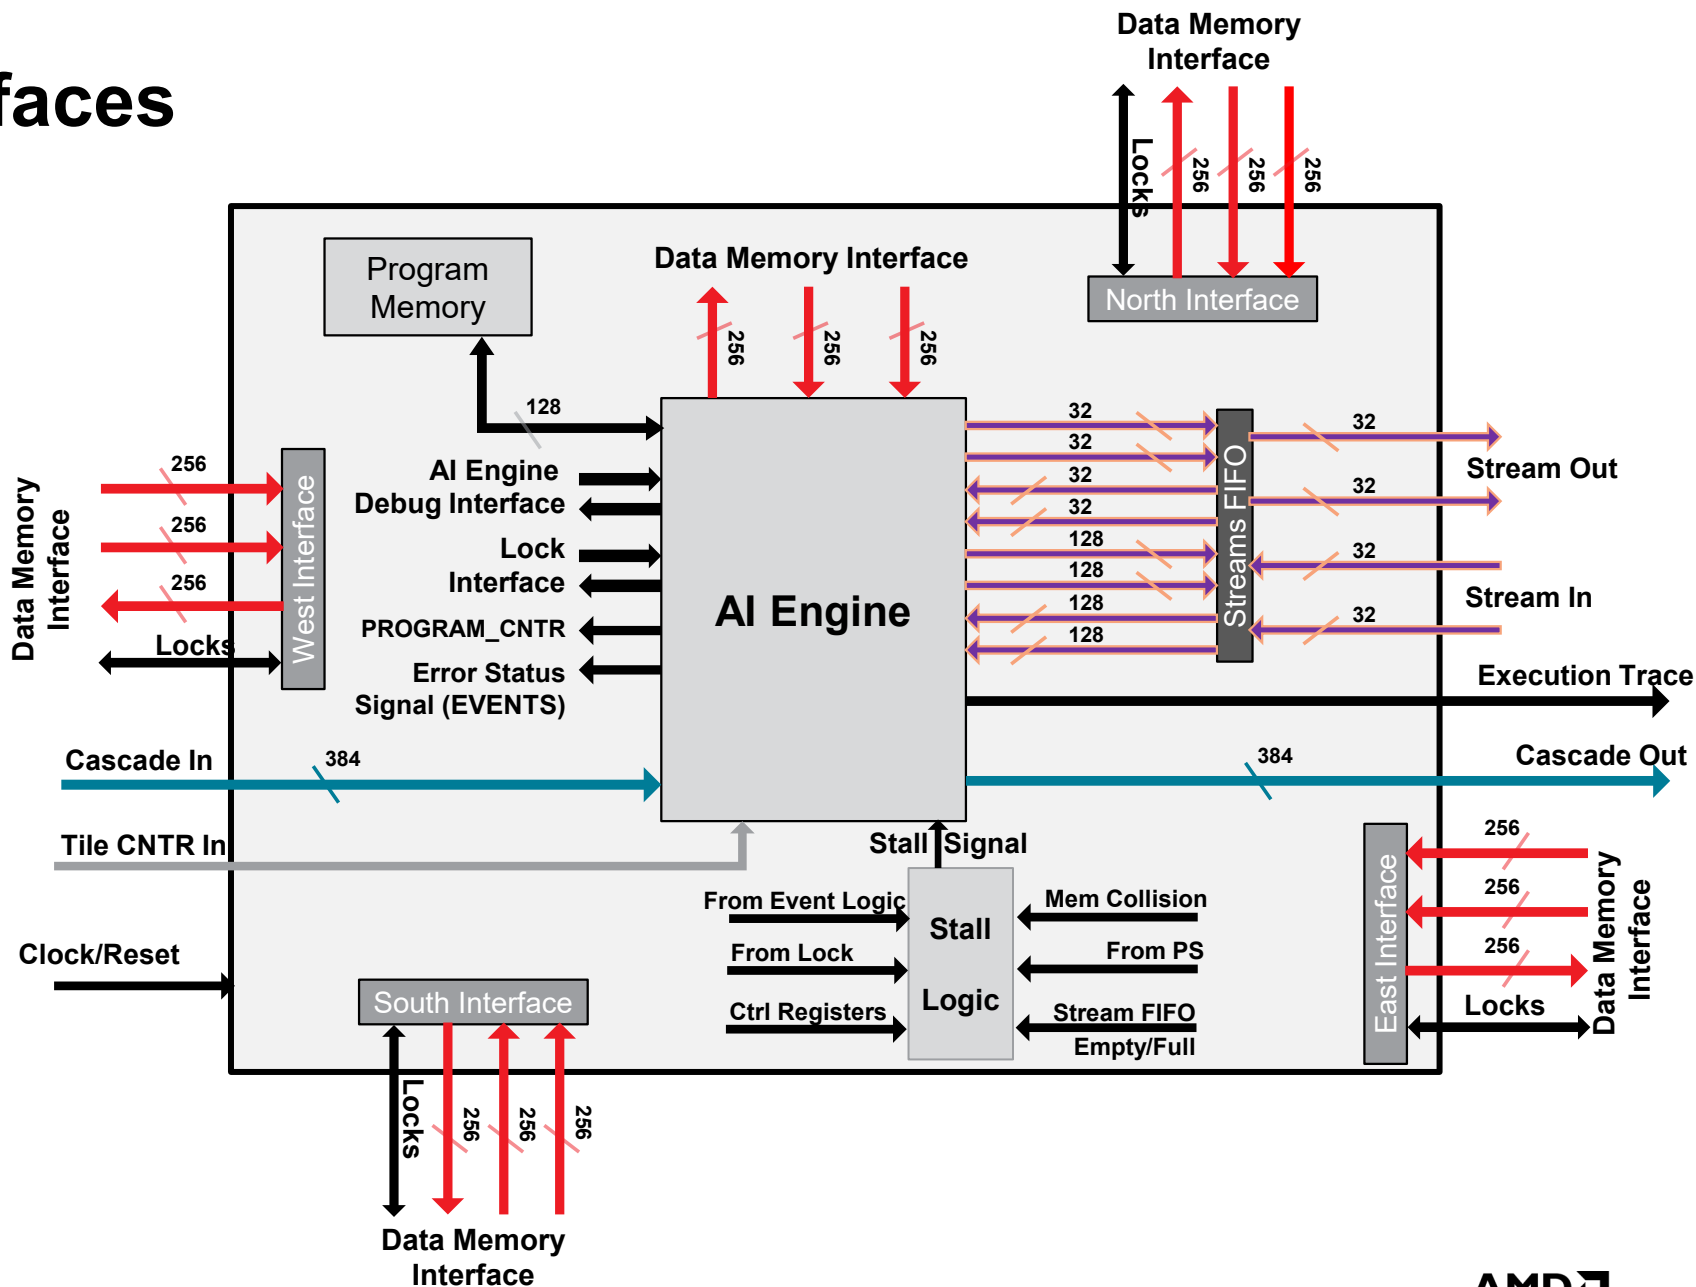 faces
Data Memory
Interface
Locks
256
256
256
North Interface
Program
Memory
Data Memory Interface
256
256
256
128
AI Engine
Debug Interface
Lock
Interface
PROGRAM_CNTR
Error Status
Signal (EVENTS)
AI Engine
32
32
32
32
128
128
128
128
Streams FIFO
32
32
Stream Out
32
32
Stream In
Execution Trace
Data Memory
Interface
256
256
256
Locks
West Interface
Cascade In
384
384
Cascade Out
Tile CNTR In
Stall Signal
Stall
Logic
From Event Logic
From Lock
Ctrl Registers
Mem Collision
From PS
Stream FIFO
Empty/Full
East Interface
256
256
256
Locks
Data Memory
Interface
Clock/Reset
South Interface
Locks
256
256
256
Data Memory
Interface
AMD